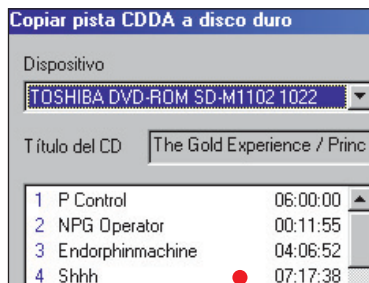 Copiar pista CDDA a disco duro
Dispositivo
TOSHIBA DVD-ROM SD-M1102 1022
Título del CD The Gold Experience / Princ
1 P Control 06:00:00
2 NPG Operator 00:11:55
3 Endorphinmachine 04:06:52
4 Shhh 07:17:38